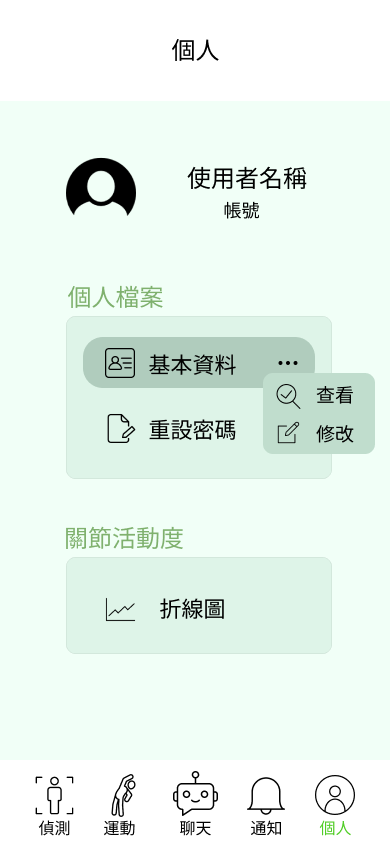 個人
使用者名稱
帳號
個人檔案
基本資料
查看
重設密碼
修改
關節活動度
折線圖
偵測
運動
聊天
通知
個人